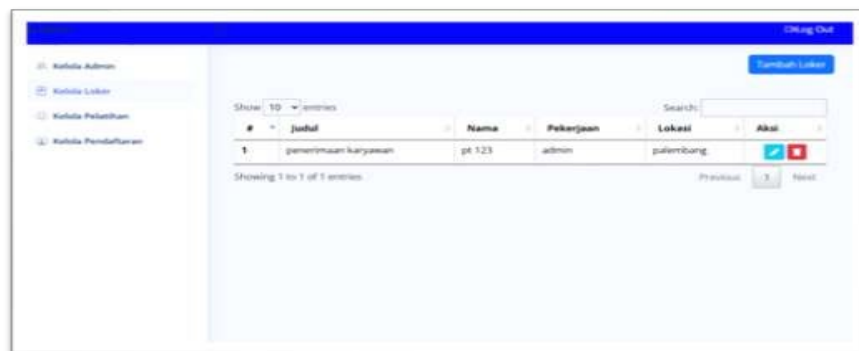 Log Out
Kelola Admin
Kelola Loker
Kelola Pelatihan
Kelola Pendaftaran
Tambah Loker
Show 10 entries
Search:
# Judul Nama Pekerjaan Lokasi Aksi
1 penerimaan karyawan pt 123 admin palembang
Showing 1 to 1 of 1 entries
Previous 1 Next